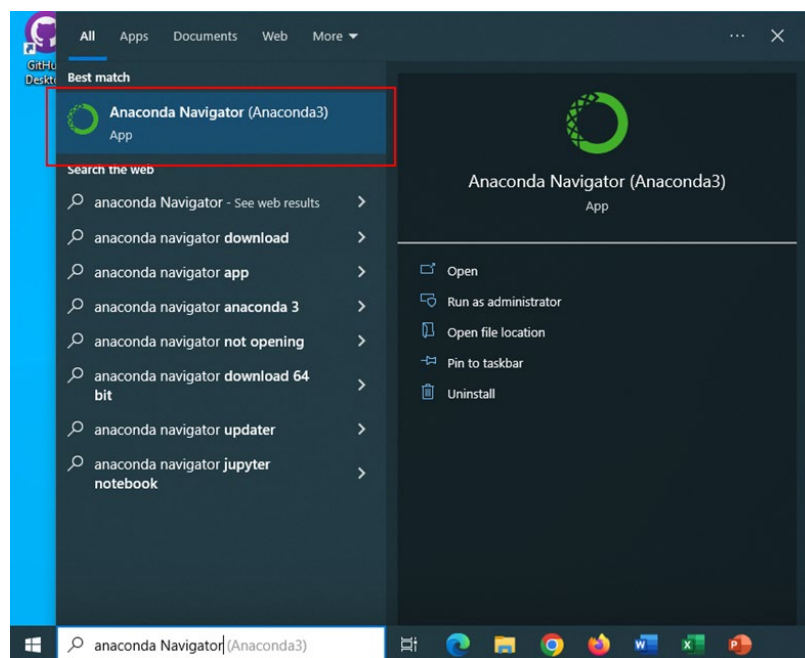 GitHu
Deskt
All Apps Documents Web More
Best match
Anaconda Navigator (Anaconda3)
App
Search the web
anaconda Navigator - See web results
anaconda navigator download
anaconda navigator app
anaconda navigator anaconda 3
anaconda navigator not opening
anaconda navigator download 64
bit
anaconda navigator updater
anaconda navigator jupyter
notebook
Anaconda Navigator (Anaconda3)
App
Open
Run as administrator
Open file location
Pin to taskbar
Uninstall
anaconda Navigator (Anaconda3)
W
X
P